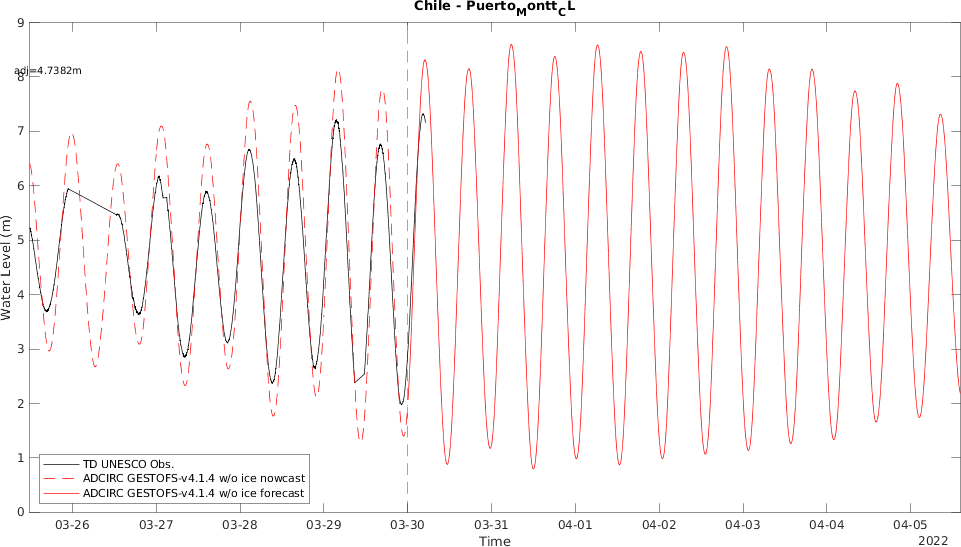 Chile - PuertoMonttCL
9
adj=4.7382m
8
7
6
5
4
3
2
1
0
Water Level (m)
TD UNESCO Obs.
ADCIRC GESTOFS-v4.1.4 w/o ice nowcast
ADCIRC GESTOFS-v4.1.4 w/o ice forecast
03-26 03-27 03-28 03-29 03-30 03-31 04-01 04-02 04-03 04-04 04-05
Time
2022